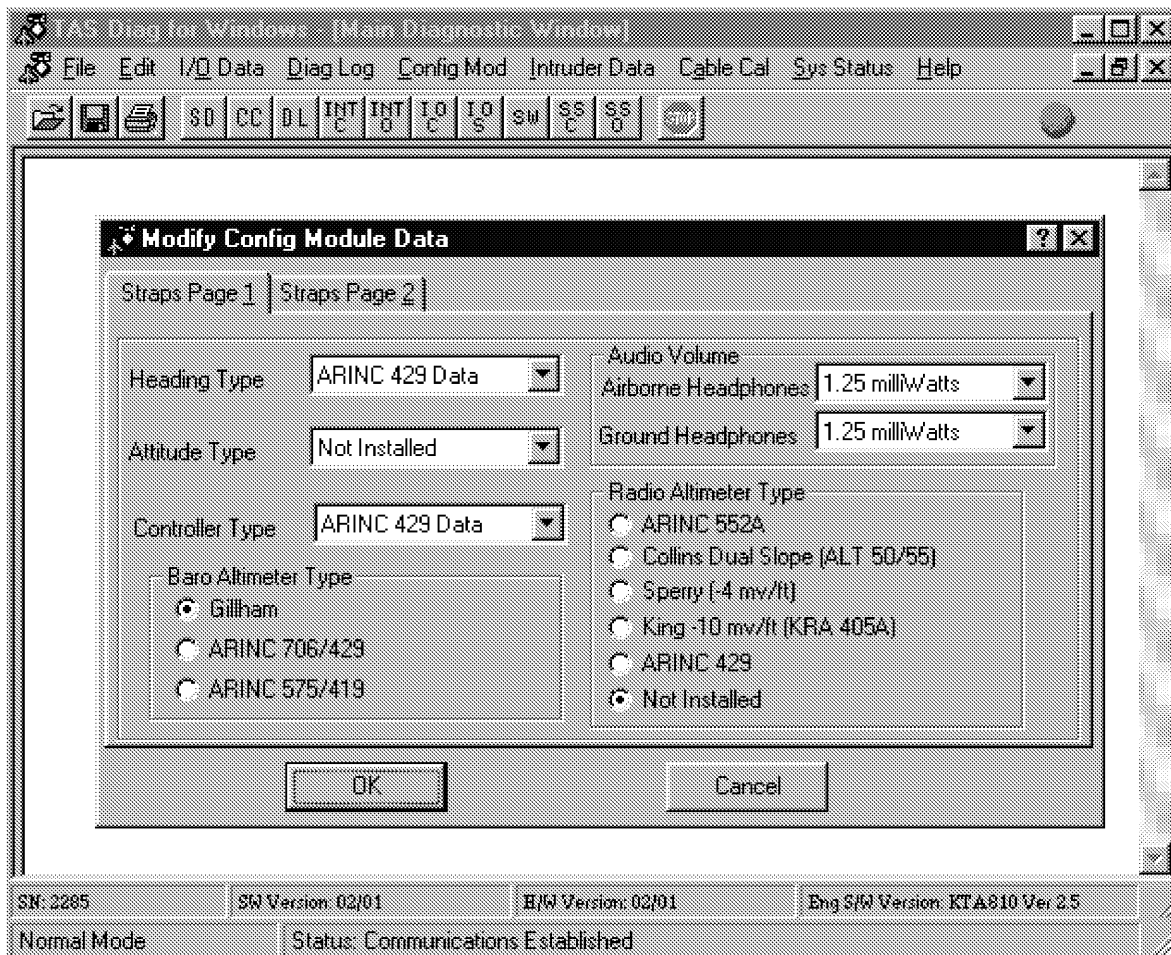 TAS Diag for Windows - [Main Diagnostic Window]
File Edit I/O Data Diag Log Config Mod Intruder Data Cable Cal Sys Status Help
SD CC DL INT C INT O I O C I O S SW SS C SS O STOP
Modify Config Module Data
Straps Page 1 Straps Page 2
Heading Type ARINC 429 Data
Attitude Type Not Installed
Controller Type ARINC 429 Data
Baro Altimeter Type
Gillham
ARINC 706/429
ARINC 575/419
Audio Volume
Airborne Headphones 1.25 milliWatts
Ground Headphones 1.25 milliWatts
Radio Altimeter Type
ARINC 552A
Collins Dual Slope (ALT 50/55)
Sperry (-4 mv/ft)
King -10 mv/ft (KRA 405A)
ARINC 429
Not Installed
OK Cancel
SN: 2285 SW Version: 02/01 H/W Version: 02/01 Eng S/W Version: KTA810 Ver 2.5
Normal Mode Status: Communications Established